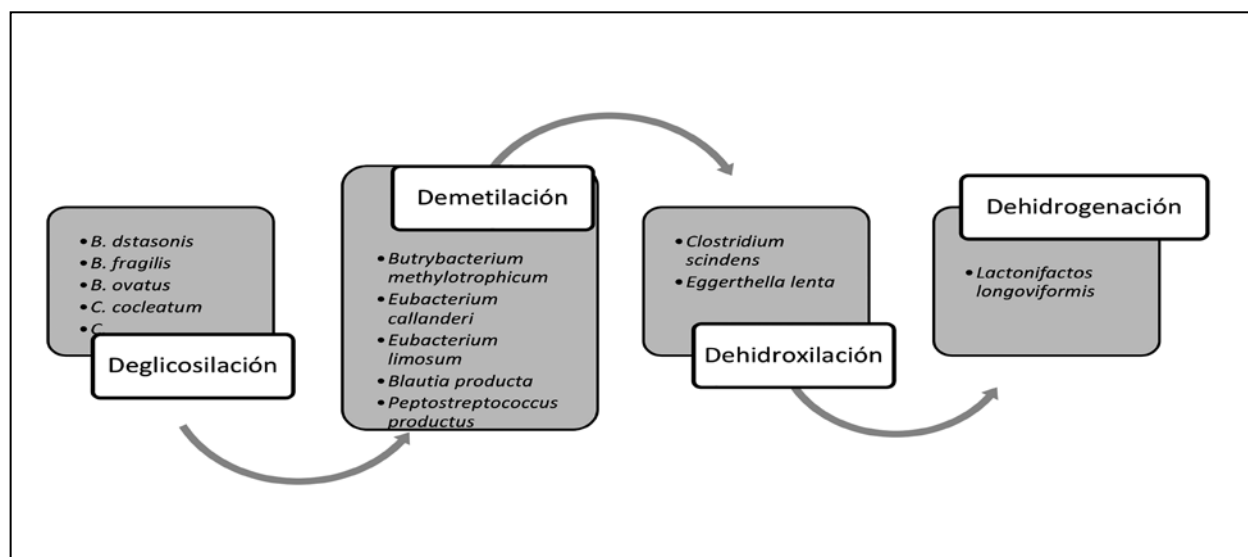 • B. dstasonis
• B. fragilis
• B. ovatus
• C. cocleatum
• C
Deglicosilación
Demetilación
• Butrybacterium
methylotrophicum
• Eubacterium
callanderi
• Eubacterium
limosum
• Blautia producta
• Peptostreptococcus
productus
• Clostridium
scindens
• Eggerthella lenta
Dehidroxilación
Dehidrogenación
• Lactonifactos
longoviformis